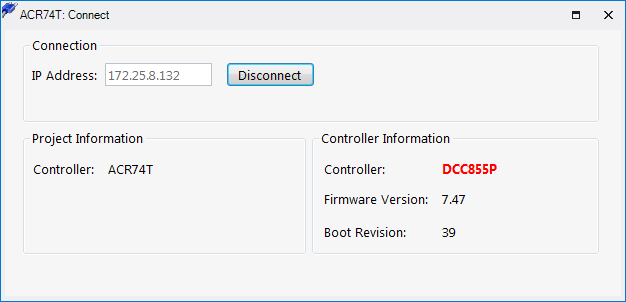 ACR74T: Connect
Connection
IP Address: 172.25.8.132 Disconnect
Project Information
Controller: ACR74T
Controller Information
Controller: DCC855P
Firmware Version: 7.47
Boot Revision: 39